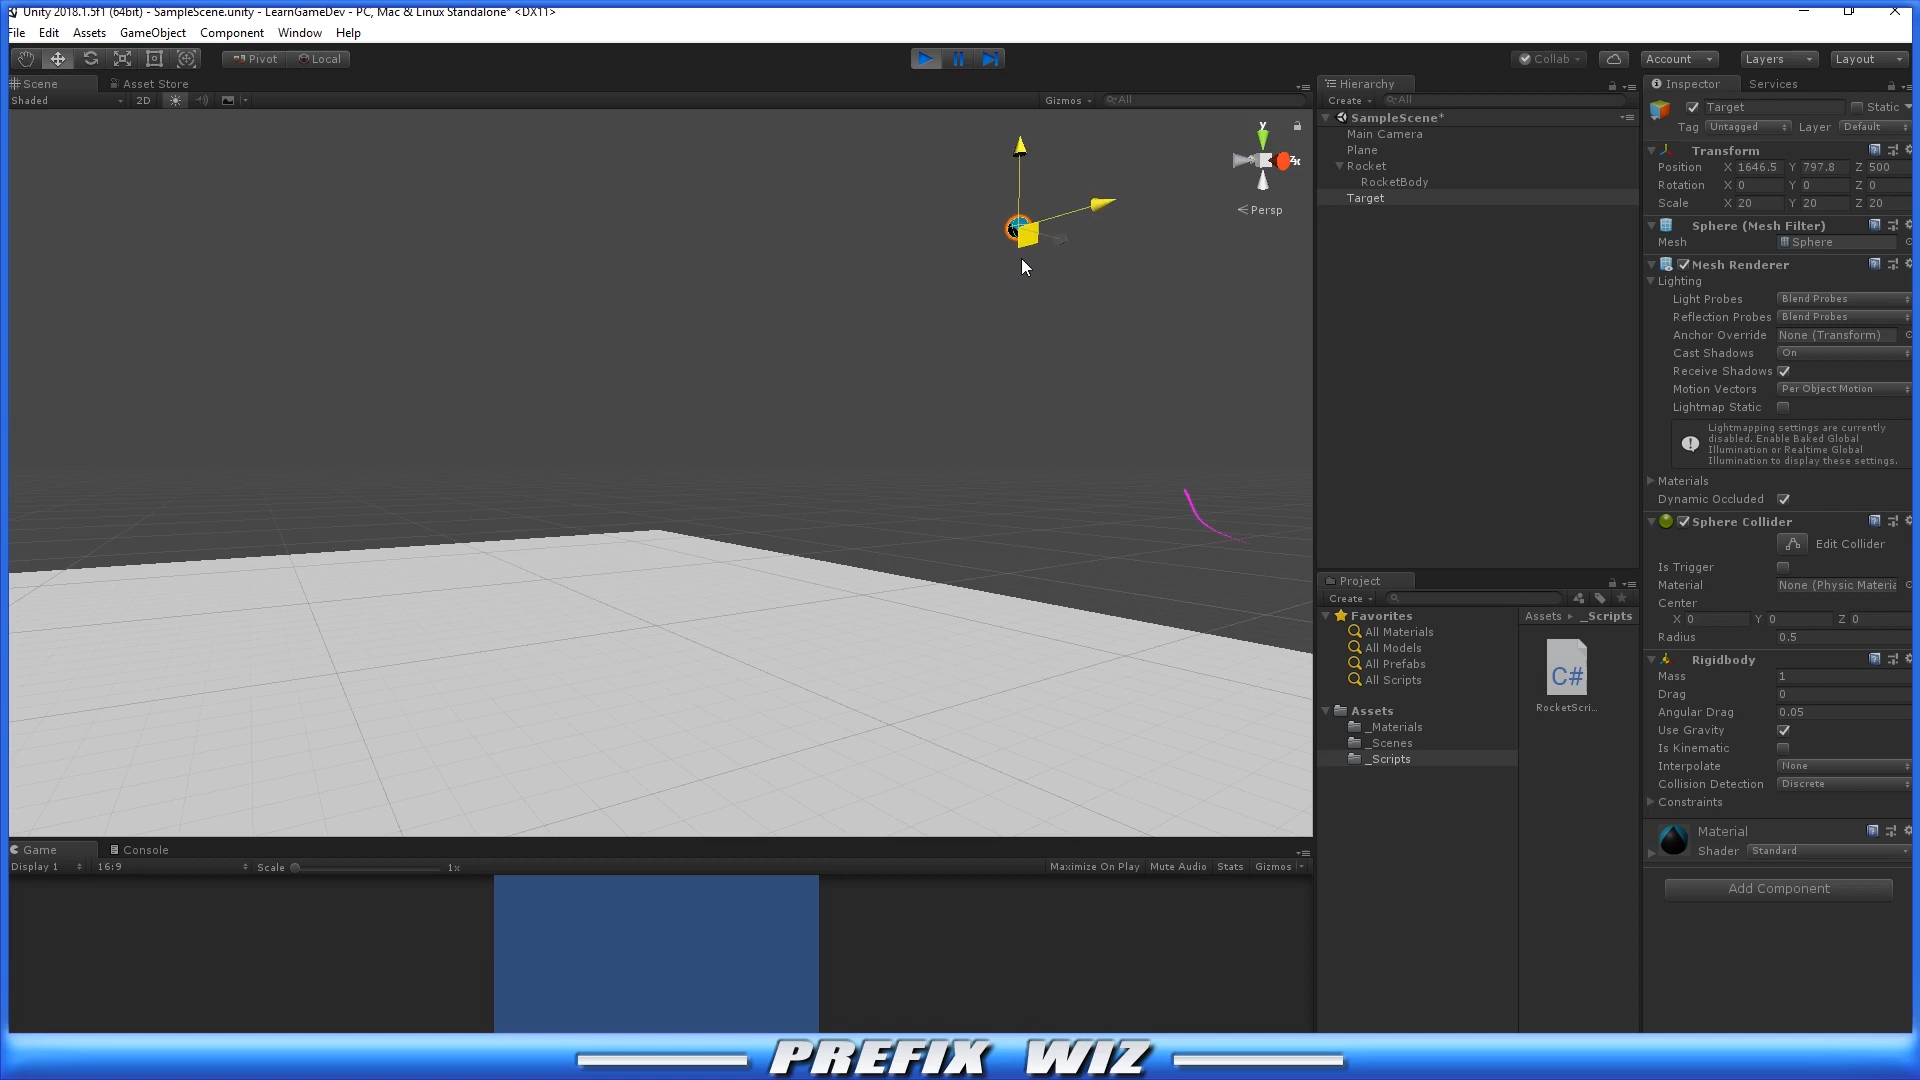 Unity 2018.1.5f1 (64bit) - SampleScene.unity - LearnGameDev - PC, Mac & Linux Standalone* <DX11>
File Edit Assets GameObject Component Window Help
Pivot Local Collab Account Layers Layout
Scene Asset Store
Shaded 2D Gizmos All
y
x
Persp
Hierarchy
Create All
SampleScene*
Main Camera
Plane
Rocket
RocketBody
Target
Inspector Services
Target Static
Tag Untagged Layer Default
Transform
Position X 1646.5 Y 797.8 Z 500
Rotation X 0 Y 0 Z 0
Scale X 20 Y 20 Z 20
Sphere (Mesh Filter)
Mesh Sphere
Mesh Renderer
Lighting
Light Probes Blend Probes
Reflection Probes Blend Probes
Anchor Override None (Transform)
Cast Shadows On
Receive Shadows
Motion Vectors Per Object Motion
Lightmap Static
Lightmapping settings are currently
disabled. Enable Baked Global
Illumination or Realtime Global
Illumination to display these settings.
Materials
Dynamic Occluded
Sphere Collider
Edit Collider
Is Trigger
Material None (Physic Materia
Center
X 0 Y 0 Z 0
Radius 0.5
Rigidbody
Mass 1
Drag 0
Angular Drag 0.05
Use Gravity
Is Kinematic
Interpolate None
Collision Detection Discrete
Constraints
Material
Shader Standard
Add Component
Project
Create
Favorites
All Materials
All Models
All Prefabs
All Scripts
Assets
_Materials
_Scenes
_Scripts
Assets _Scripts
C#
RocketScri...
Game Console
Display 1 16:9 Scale 1x Maximize On Play Mute Audio Stats Gizmos
PREFIX WIZ